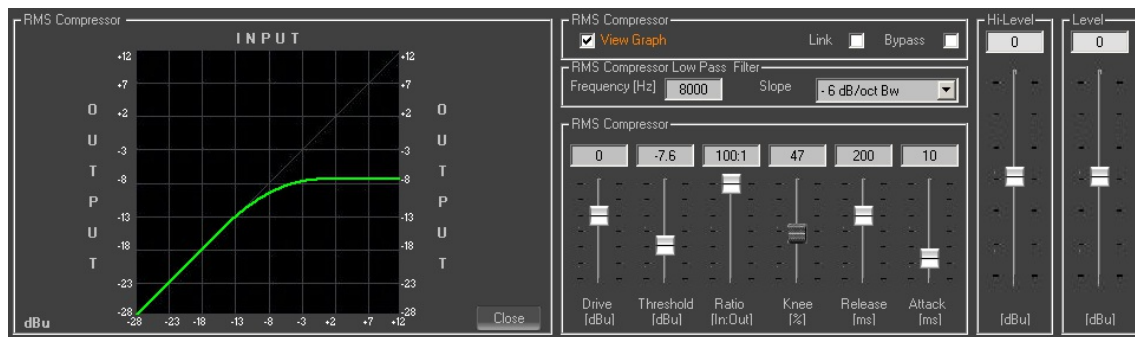 RMS Compressor
INPUT
+12
+7
+2
-3
-8
-13
-18
-23
-28
OUTPUT
+12
+7
+2
-3
-8
-13
-18
-23
-28
OUTPUT
-28 -23 -18 -13 -8 -3 +2 +7 +12
dBu
Close
RMS Compressor
View Graph Link Bypass
RMS Compressor Low Pass Filter
Frequency [Hz] 8000 Slope - 6 dB/oct Bw
RMS Compressor
0 -7.6 100:1 47 200 10
Drive Threshold Ratio Knee Release Attack
[dBu] [dBu] [In:Out] [%] [ms] [ms]
Hi-Level
0
[dBu]
Level
0
[dBu]